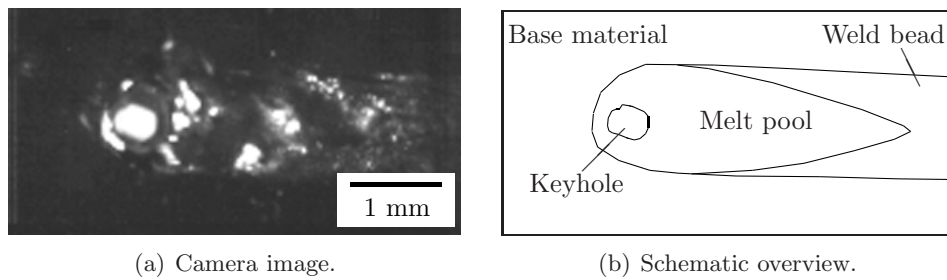 1 mm
Base material
Weld bead
Melt pool
Keyhole
(a) Camera image.
(b) Schematic overview.